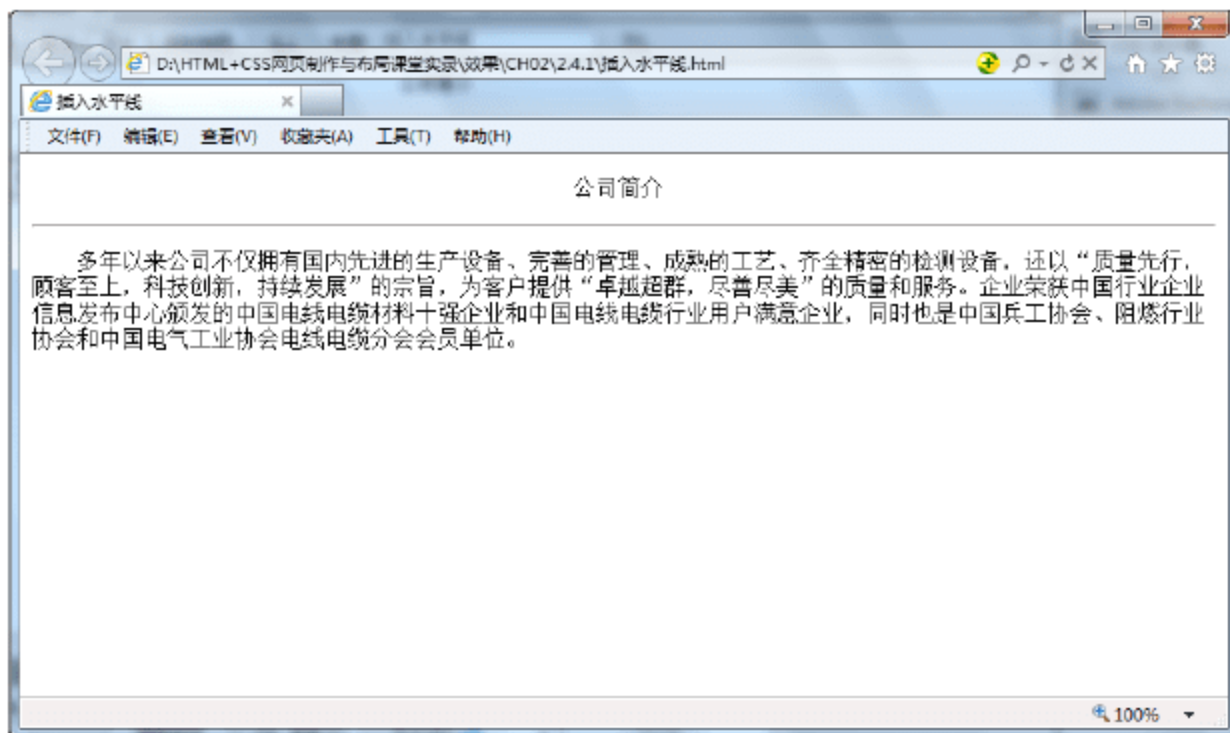 D:\HTML+CSS网页制作与布局课堂实录\效果\CH02\2.4.1\插入水平线.html
插入水平线
文件(F) 编辑(E) 查看(V) 收藏夹(A) 工具(T) 帮助(H)
公司简介
多年以来公司不仅拥有国内先进的生产设备、完善的管理、成熟的工艺、齐全精密的检测设备，还以“质量先行，
顾客至上，科技创新，持续发展”的宗旨，为客户提供“卓越超群，尽善尽美”的质量和服务。企业荣获中国行业企业
信息发布中心颁发的中国电线电缆材料十强企业和中国电线电缆行业用户满意企业，同时也是中国兵工协会、阻燃行业
协会和中国电气工业协会电线电缆分会会员单位。
100%